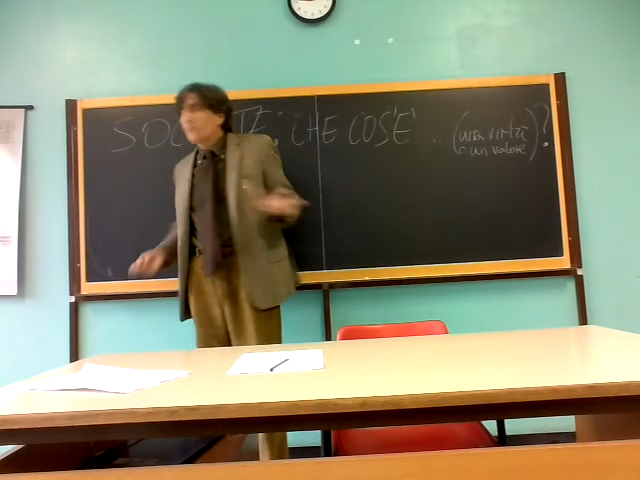 SOC TE: CHE COS'E' .. (una virtù
o un valore)?